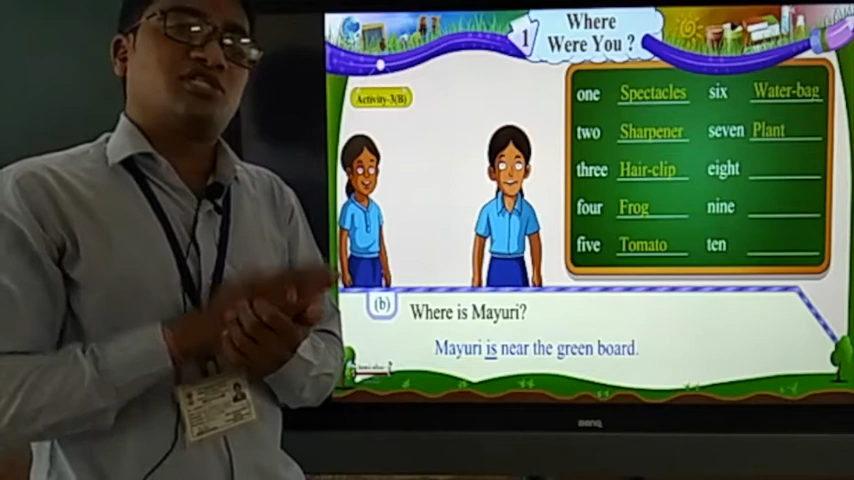 1
Where
Were You ?
Activity-3(B)
one Spectacles six Water-bag
two Sharpener seven Plant
three Hair-clip eight
four Frog nine
five Tomato ten
(b) Where is Mayuri?
Mayuri is near the green board.
BENQ